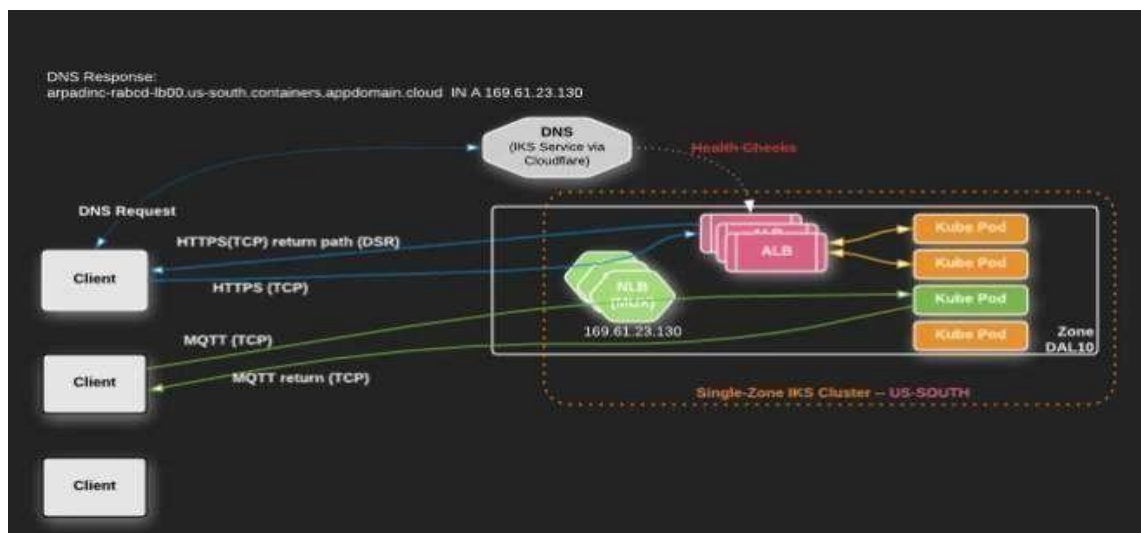 DNS Response:
arpadinc-rabcd-lb00.us-south.containers.appdomain.cloud IN A 169.61.23.130
DNS
(IKS Service via
Cloudflare)
Health Checks
DNS Request
HTTPS(TCP) return path (DSR)
Client
HTTPS (TCP)
ALB
ALB
Kube Pod
Kube Pod
NLB
(MUX)
Kube Pod
169.61.23.130
Kube Pod
Zone
DAL10
MQTT (TCP)
Client
MQTT return (TCP)
Single-Zone IKS Cluster – US-SOUTH
Client